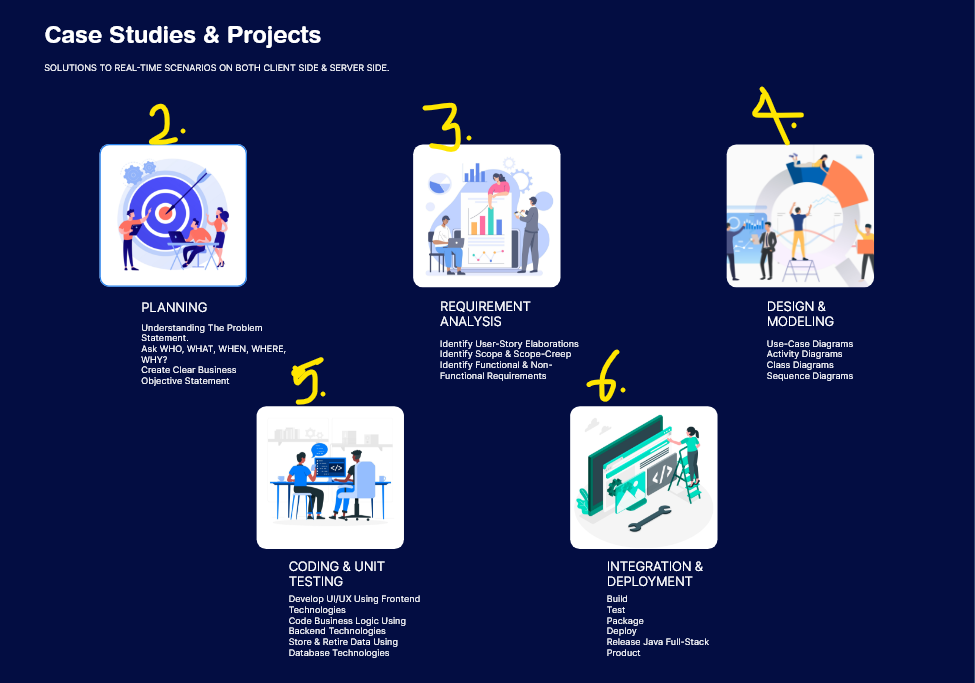 Case Studies & Projects
SOLUTIONS TO REAL-TIME SCENARIOS ON BOTH CLIENT SIDE & SERVER SIDE.
2.
3.
4.
PLANNING
Understanding The Problem
Statement.
Ask WHO, WHAT, WHEN, WHERE,
WHY?
Create Clear Business
Objective Statement
REQUIREMENT
ANALYSIS
Identify User-Story Elaborations
Identify Scope & Scope-Creep
Identify Functional & Non-
Functional Requirements
DESIGN &
MODELING
Use-Case Diagrams
Activity Diagrams
Class Diagrams
Sequence Diagrams
5.
6.
</>
</>
CODING & UNIT
TESTING
Develop UI/UX Using Frontend
Technologies
Code Business Logic Using
Backend Technologies
Store & Retire Data Using
Database Technologies
INTEGRATION &
DEPLOYMENT
Build
Test
Package
Deploy
Release Java Full-Stack
Product